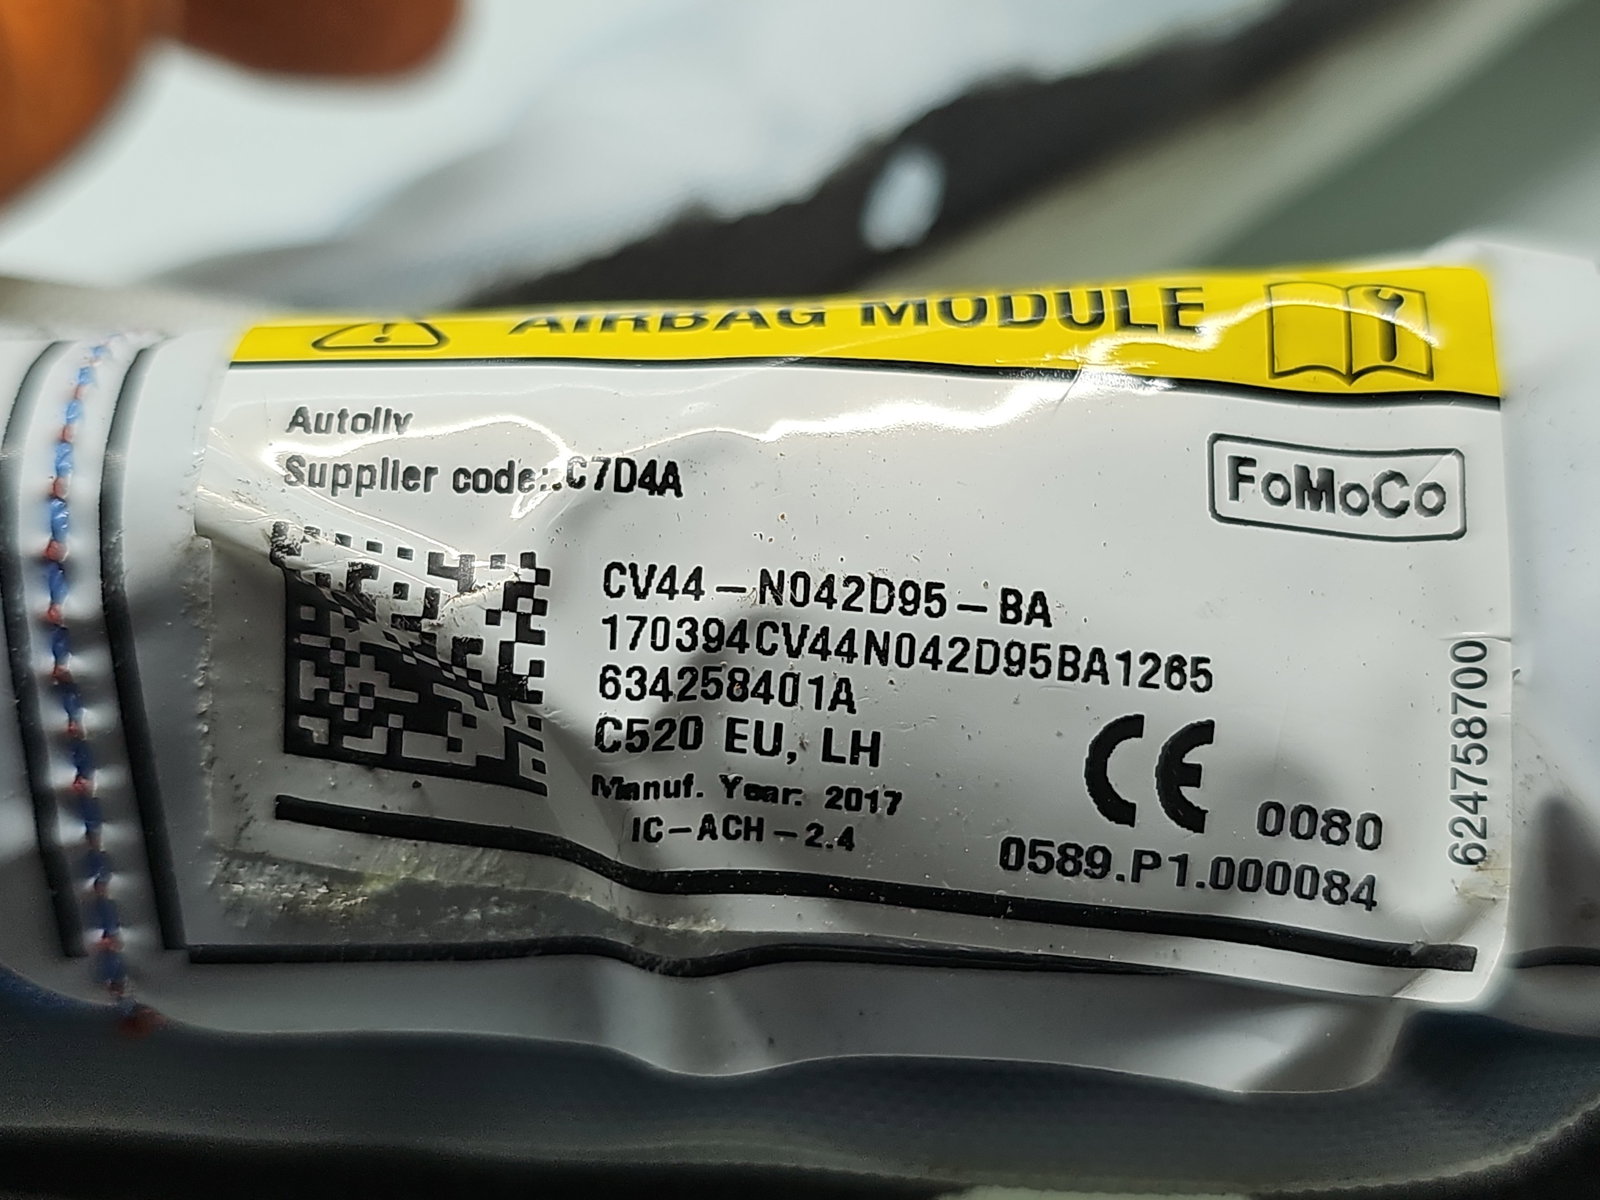 AIRBAG MODULE
Autoliv
Supplier code:.C7D4A
FoMoCo
CV44-N042D95-BA
170394CV44N042D95BA1265
634258401A
C520 EU, LH
Manuf. Year: 2017
IC-ACH-2.4
CE 0080
0589.P1.000084
624758700